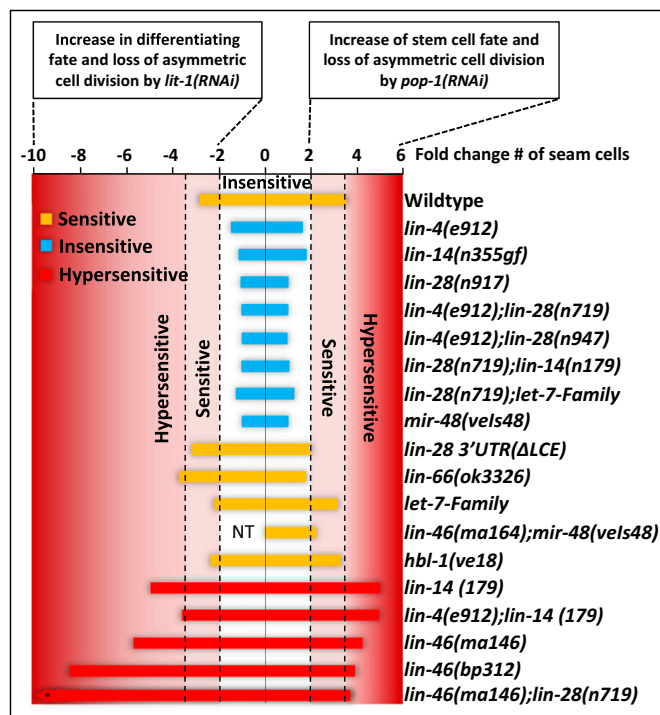 Increase in differentiating
fate and loss of asymmetric
cell division by lit-1(RNAi)
Increase of stem cell fate and
loss of asymmetric cell division
by pop-1(RNAi)
-10 -8 -6 -4 -2 0 2 4 6 Fold change # of seam cells
Insensitive
Sensitive
Insensitive
Hypersensitive
Hypersensitive
Sensitive
Sensitive
Hypersensitive
Wildtype
lin-4(e912)
lin-14(n355gf)
lin-28(n917)
lin-4(e912);lin-28(n719)
lin-4(e912);lin-28(n947)
lin-28(n719);lin-14(n179)
lin-28(n719);let-7-Family
mir-48(veIs48)
lin-28 3’UTR(ΔLCE)
lin-66(ok3326)
let-7-Family
NT lin-46(ma164);mir-48(veIs48)
hbl-1(ve18)
lin-14 (179)
lin-4(e912);lin-14 (179)
lin-46(ma146)
lin-46(bp312)
* lin-46(ma146);lin-28(n719)